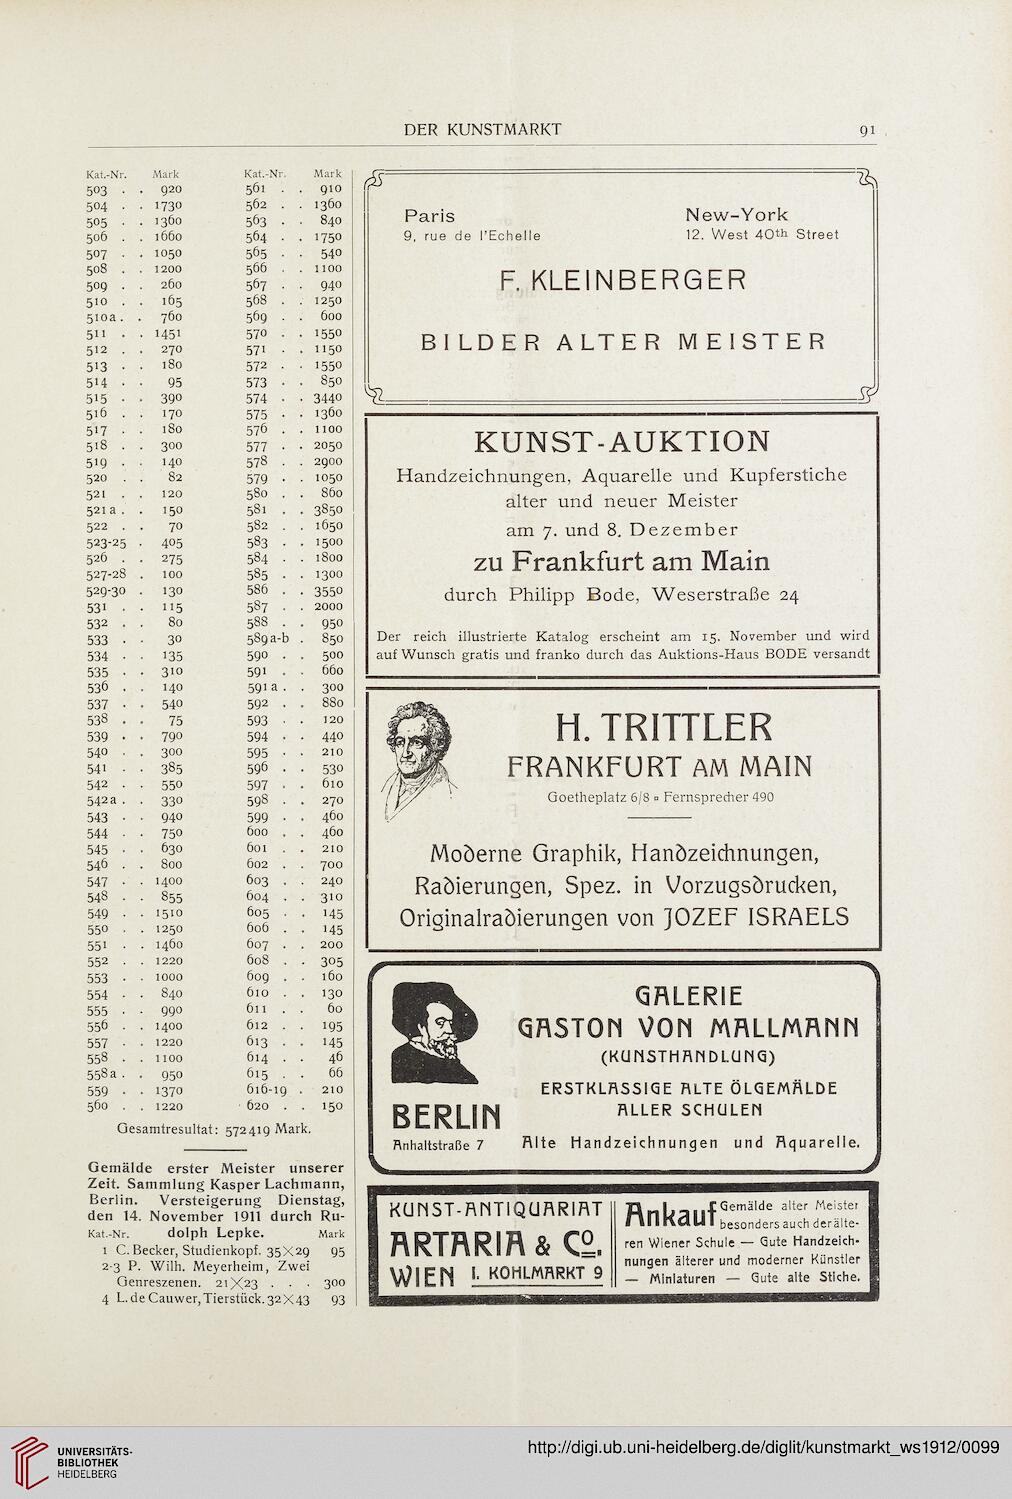 DER KUNSTMARKT 91
Kat.-Nr. Mark
503 . . 920
504 . . 1730
505 . . 1360
506 . . 1660
507 . . 1050
508 . . 1200
509 . . 260
510 . . 165
510a . . 760
511 . . 1451
512 . . 270
513 . . 180
514 . . 95
515 . . 390
516 . . 170
517 . . 180
518 . . 300
519 . . 140
520 . . 82
521 . . 120
521a . . 150
522 . . 70
523-25 . 405
526 . . 275
527-28 . 100
529-30 . 130
531 . . 115
532 . . 80
533 . . 30
534 . . 135
535 . . 310
536 . . 140
537 . . 540
538 . . 75
539 . . 790
540 . . 300
541 . . 385
542 . . 550
542a . . 330
543 . . 940
544 . . 750
545 . . 630
546 . . 800
547 . . 1400
548 . . 855
549 . . 1510
550 . . 1250
551 . . 1460
552 . . 1220
553 . . 1000
554 . . 840
555 . . 990
556 . . 1400
557 . . 1220
558 . . 1100
558a . . 950
559 . . 1370
560 . . 1220
Kat.-Nr. Mark
561 . . 910
562 . . 1360
563 . . 840
564 . . 1750
565 . . 540
566 . . 1100
567 . . 940
568 . . 1250
569 . . 600
570 . . 1550
571 . . 1150
572 . . 1550
573 . . 850
574 . . 3440
575 . . 1360
576 . . 1100
577 . . 2050
578 . . 2900
579 . . 1050
580 . . 860
581 . . 3850
582 . . 1650
583 . . 1500
584 . . 1800
585 . . 1300
586 . . 3550
587 . . 2000
588 . . 950
589a-b . 850
590 . . 500
591 . . 660
591a . . 300
592 . . 880
593 . . 120
594 . . 440
595 . . 210
596 . . 530
597 . . 610
598 . . 270
599 . . 460
600 . . 460
601 . . 210
602 . . 700
603 . . 240
604 . . 310
605 . . 145
606 . . 145
607 . . 200
608 . . 305
609 . . 160
610 . . 130
611 . . 60
612 . . 195
613 . . 145
614 . . 46
615 . . 66
616-19 . 210
620 . . 150
Gesamtresultat: 572419 Mark.
Gemälde erster Meister unserer
Zeit. Sammlung Kasper Lachmann,
Berlin. Versteigerung Dienstag,
den 14. November 1911 durch Ru-
Kat.-Nr. dolph Lepke. Mark
1 C. Becker, Studienkopf. 35×29 95
2-3 P. Wilh. Meyerheim, Zwei
Genreszenen. 21×23 . . . 300
4 L. de Cauwer, Tierstück. 32×43 93
Paris New-York
9, rue de l'Echelle 12. West 40th Street
F. KLEINBERGER
BILDER ALTER MEISTER
KUNST-AUKTION
Handzeichnungen, Aquarelle und Kupferstiche
alter und neuer Meister
am 7. und 8. Dezember
zu Frankfurt am Main
durch Philipp Bode, Weserstraße 24
Der reich illustrierte Katalog erscheint am 15. November und wird
auf Wunsch gratis und franko durch das Auktions-Haus BODE versandt
H. TRITTLER
FRANKFURT AM MAIN
Goetheplatz 6/8 ▫ Fernsprecher 490
Moderne Graphik, Handzeichnungen,
Radierungen, Spez. in Vorzugsdrucken,
Originalradierungen von JOZEF ISRAELS
GALERIE
GASTON VON MALLMANN
(KUNSTHANDLUNG)
ERSTKLASSIGE ALTE ÖLGEMÄLDE
ALLER SCHULEN
BERLIN
Anhaltstraße 7 Alte Handzeichnungen und Aquarelle.
KUNST-ANTIQUARIAT
ARTARIA & Co.
WIEN I. KOHLMARKT 9
Ankauf Gemälde alter Meister
besonders auch der älte-
ren Wiener Schule — Gute Handzeich-
nungen älterer und moderner Künstler
— Miniaturen — Gute alte Stiche.
UNIVERSITÄTS-
BIBLIOTHEK
HEIDELBERG
http://digi.ub.uni-heidelberg.de/diglit/kunstmarkt_ws1912/0099